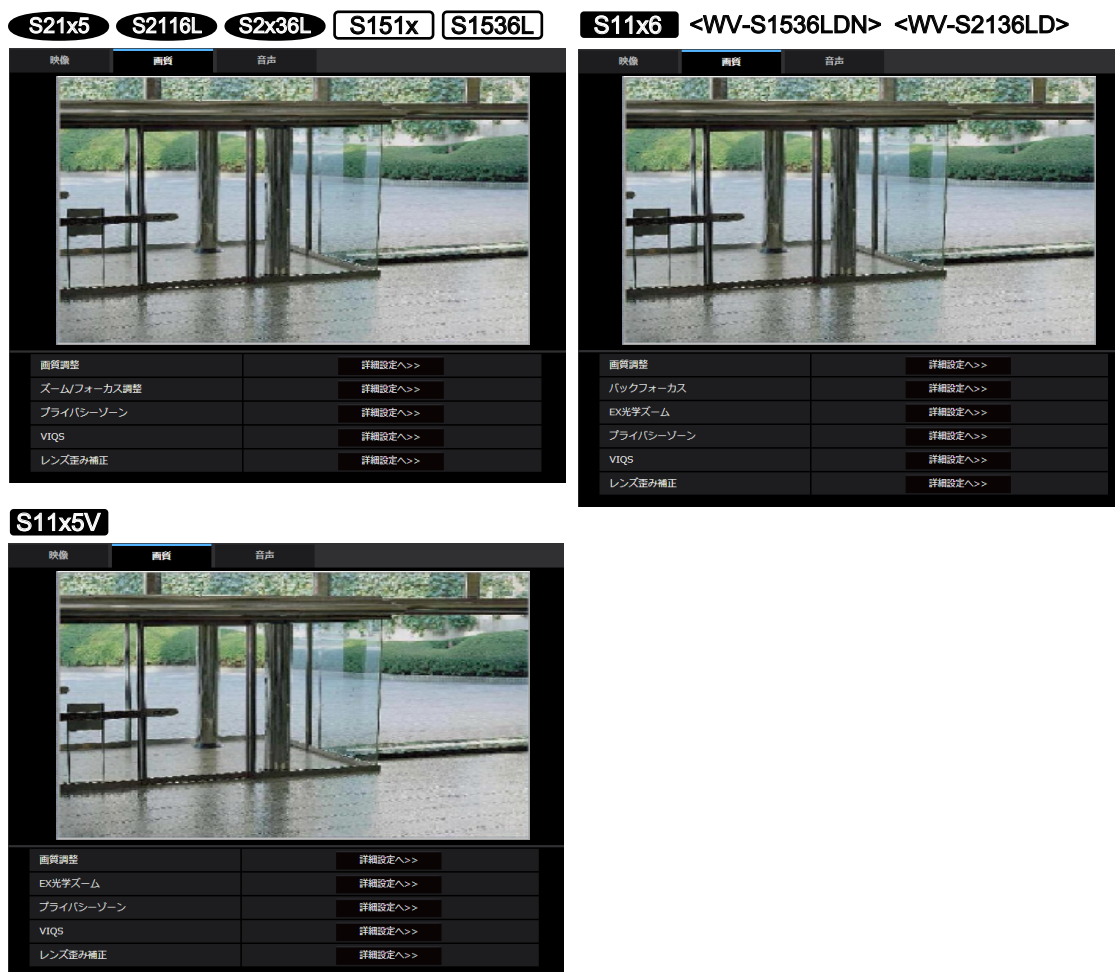 S21x5 S2116L S2x36L S151x S1536L
映像 画質 音声
画質調整 詳細設定へ>>
ズーム/フォーカス調整 詳細設定へ>>
プライバシーゾーン 詳細設定へ>>
VIQS 詳細設定へ>>
レンズ歪み補正 詳細設定へ>>
S11x6 <WV-S1536LDN> <WV-S2136LD>
映像 画質 音声
画質調整 詳細設定へ>>
バックフォーカス 詳細設定へ>>
EX光学ズーム 詳細設定へ>>
プライバシーゾーン 詳細設定へ>>
VIQS 詳細設定へ>>
レンズ歪み補正 詳細設定へ>>
S11x5V
映像 画質 音声
画質調整 詳細設定へ>>
EX光学ズーム 詳細設定へ>>
プライバシーゾーン 詳細設定へ>>
VIQS 詳細設定へ>>
レンズ歪み補正 詳細設定へ>>